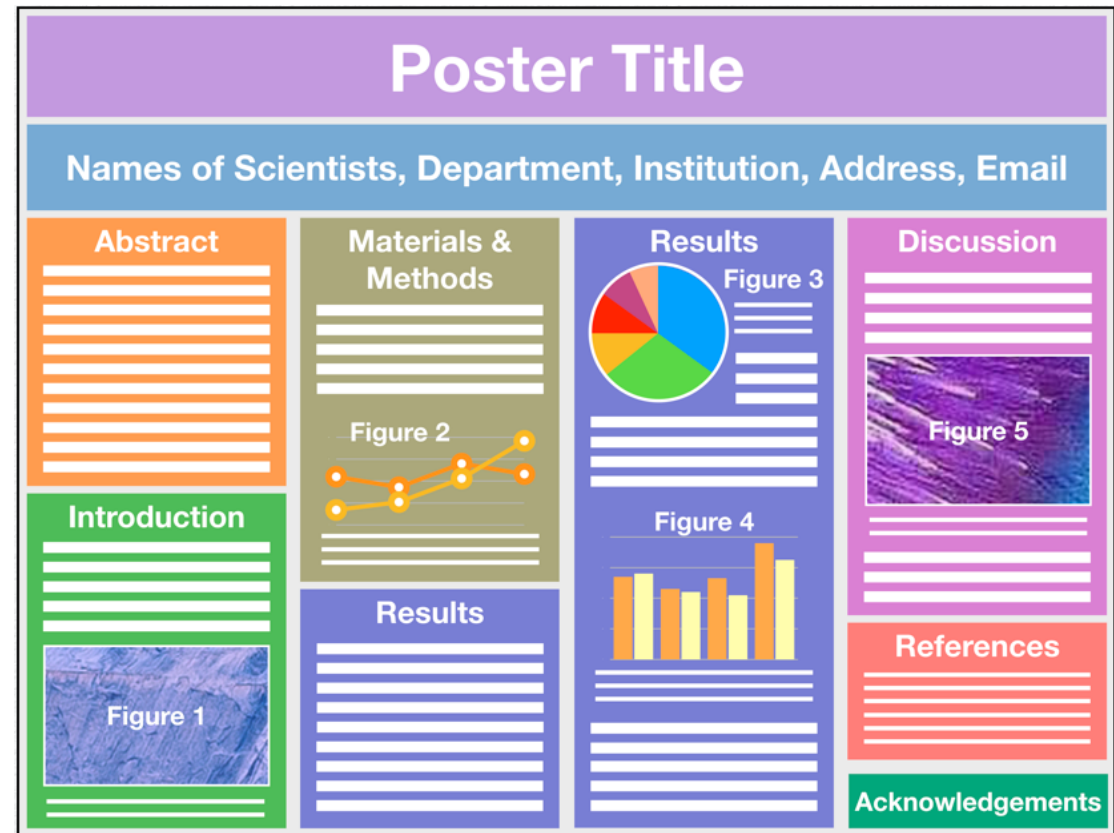 Poster Title
Names of Scientists, Department, Institution, Address, Email
Abstract
Introduction
Figure 1
Materials &
Methods
Figure 2
Results
Results
Figure 3
Figure 4
Discussion
Figure 5
References
Acknowledgements